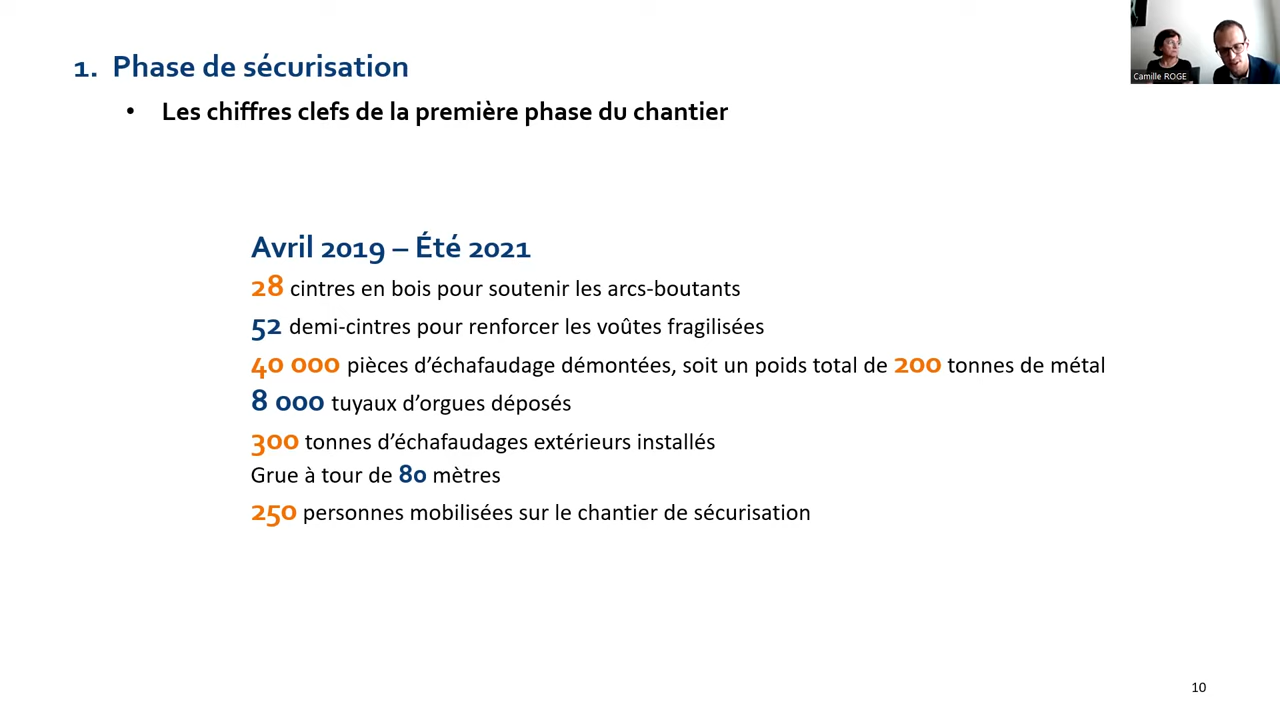 1. Phase de sécurisation
• Les chiffres clefs de la première phase du chantier
Camille ROGE
Avril 2019 – Été 2021
28 cintres en bois pour soutenir les arcs-boutants
52 demi-cintres pour renforcer les voûtes fragilisées
40 000 pièces d’échafaudage démontées, soit un poids total de 200 tonnes de métal
8 000 tuyaux d’orgues déposés
300 tonnes d’échafaudages extérieurs installés
Grue à tour de 80 mètres
250 personnes mobilisées sur le chantier de sécurisation
10